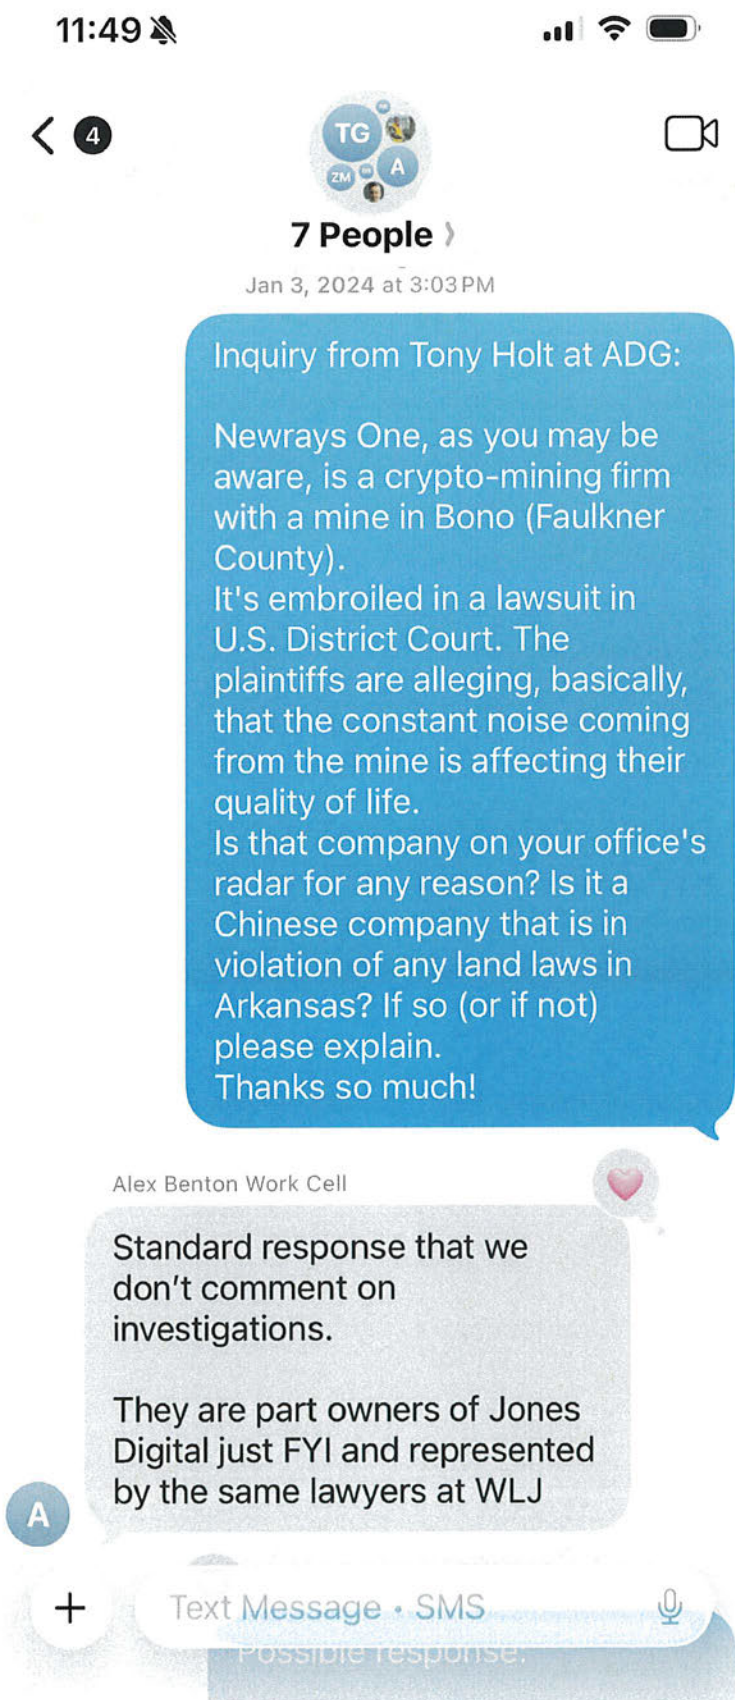 11:49
4
TG
ZM
A
7 People
Jan 3, 2024 at 3:03 PM
Inquiry from Tony Holt at ADG:
Newrays One, as you may be
aware, is a crypto-mining firm
with a mine in Bono (Faulkner
County).
It's embroiled in a lawsuit in
U.S. District Court. The
plaintiffs are alleging, basically,
that the constant noise coming
from the mine is affecting their
quality of life.
Is that company on your office's
radar for any reason? Is it a
Chinese company that is in
violation of any land laws in
Arkansas? If so (or if not)
please explain.
Thanks so much!
Alex Benton Work Cell
Standard response that we
don't comment on
investigations.
They are part owners of Jones
Digital just FYI and represented
by the same lawyers at WLJ
A
Text Message • SMS
Possible response: